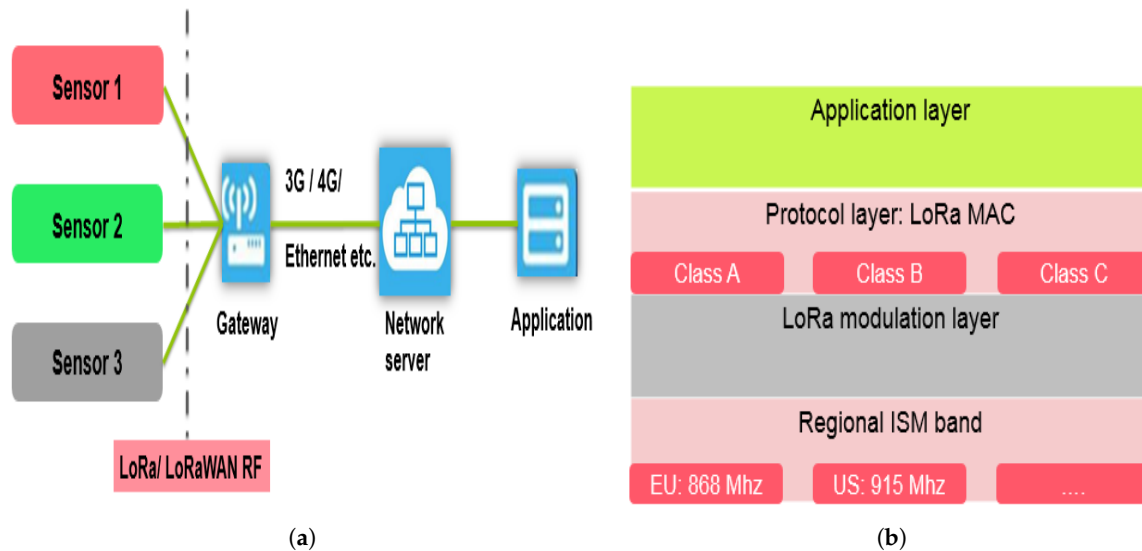 Sensor 1
Sensor 2
Sensor 3
LoRa/ LoRaWAN RF
Gateway
3G / 4G/
Ethernet etc.
Network
server
Application
(a)
Application layer
Protocol layer: LoRa MAC
Class A
Class B
Class C
LoRa modulation layer
Regional ISM band
EU: 868 Mhz
US: 915 Mhz
....
(b)